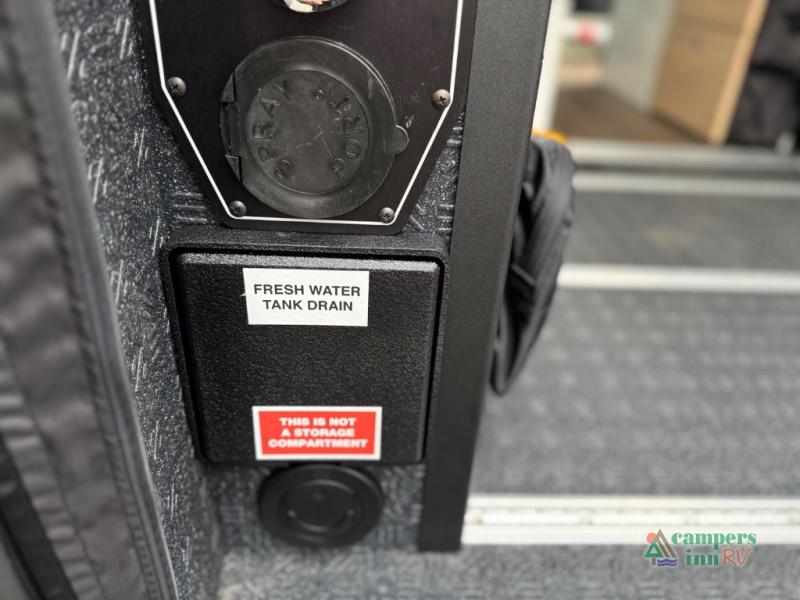 SPRAY PORT
FRESH WATER
TANK DRAIN
THIS IS NOT
A STORAGE
COMPARTMENT
campers
inn RV